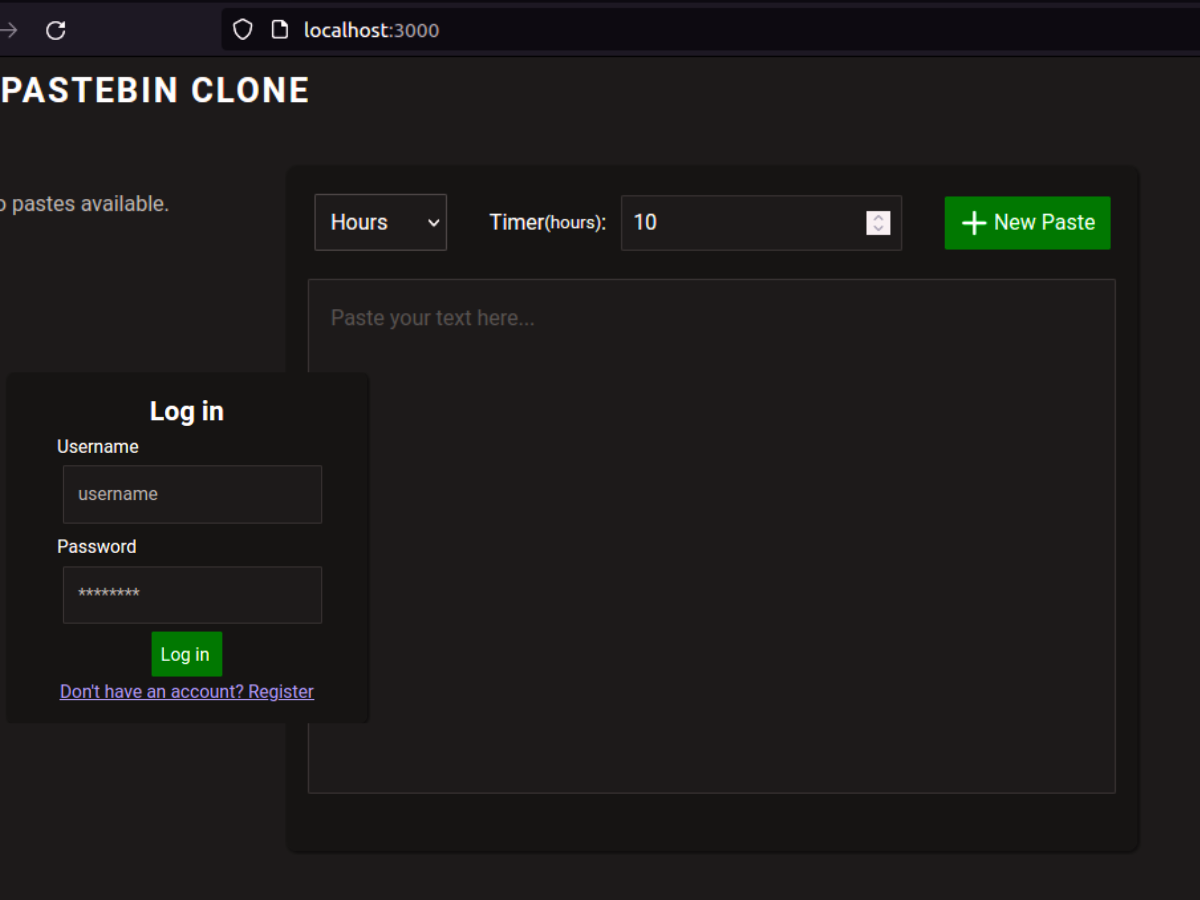 localhost:3000
PASTEBIN CLONE
pastes available.
Hours
Timer(hours):
10
New Paste
Paste your text here...
Log in
Username
username
Password
********
Log in
Don't have an account? Register